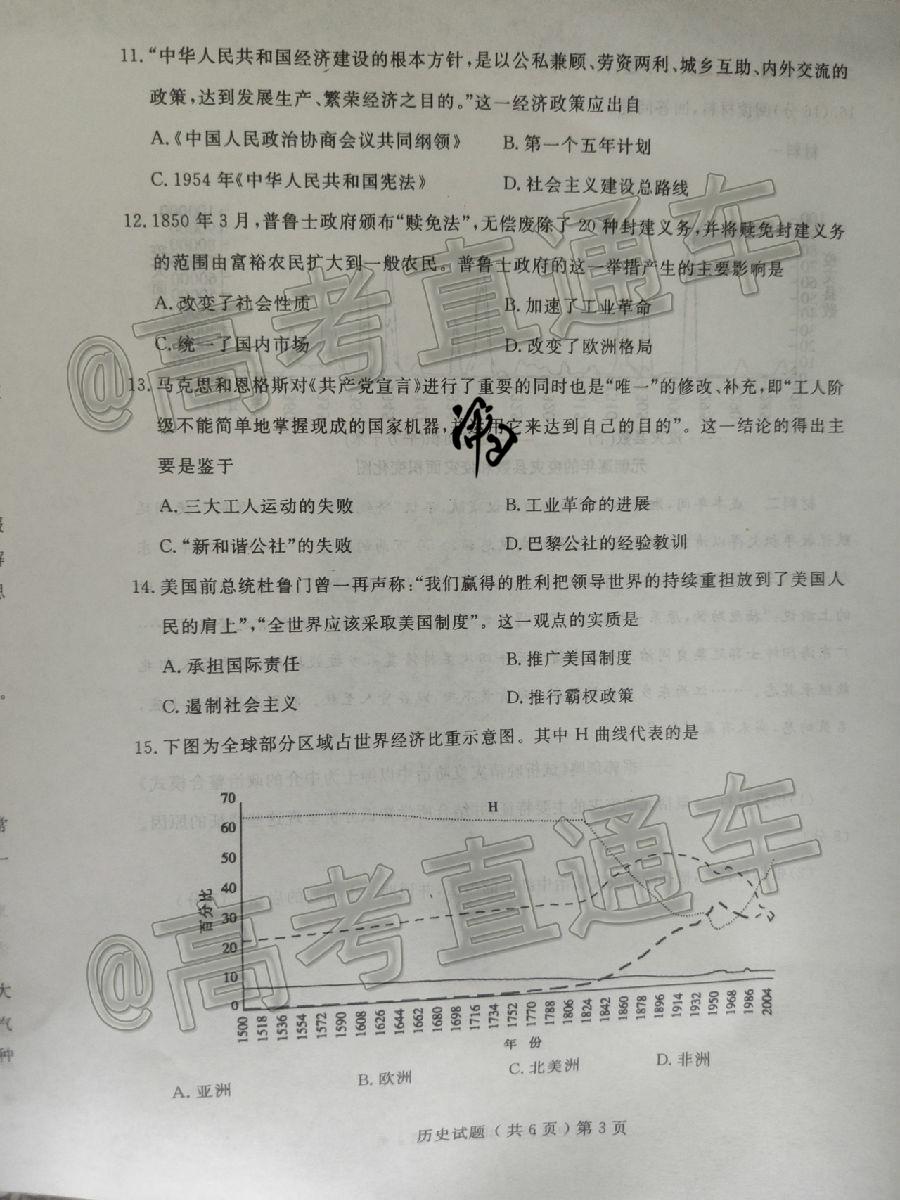 11.“中华人民共和国经济建设的根本方针,是以公私兼顾、劳资两利、城乡互助、内外交流的
政策,达到发展生产、繁荣经济之目的。”这一经济政策应出自
A.《中国人民政治协商会议共同纲领》 B. 第一个五年计划
C. 1954 年《中华人民共和国宪法》 D. 社会主义建设总路线
12. 1850 年 3 月,普鲁士政府颁布“赎免法”,无偿废除了 20 种封建义务,并将赎免封建义务
的范围由富裕农民扩大到一般农民。普鲁士政府的这一举措产生的主要影响是
A. 改变了社会性质 B. 加速了工业革命
C. 统一了国内市场 D. 改变了欧洲格局
13. 马克思和恩格斯对《共产党宣言》进行了重要的同时也是“唯一”的修改、补充,即“工人阶
级不能简单地掌握现成的国家机器,并运用它来达到自己的目的”。这一结论的得出主
要是鉴于
A. 三大工人运动的失败 B. 工业革命的进展
C.“新和谐公社”的失败 D. 巴黎公社的经验教训
14. 美国前总统杜鲁门曾一再声称:“我们赢得的胜利把领导世界的持续重担放到了美国人
民的肩上”,“全世界应该采取美国制度”。这一观点的实质是
A. 承担国际责任 B. 推广美国制度
C. 遏制社会主义 D. 推行霸权政策
15. 下图为全球部分区域占世界经济比重示意图。其中 H 曲线代表的是
70
60
50
40
30
20
10
0
百分比
H
1500 1518 1536 1554 1572 1590 1608 1626 1644 1662 1680 1698 1716 1734 1752 1770 1788 1806 1824 1842 1860 1878 1896 1914 1932 1950 1968 1986 2004
年 份
A. 亚洲 B. 欧洲 C. 北美洲 D. 非洲
历史试题(共 6 页)第 3 页
@高考直通车
@高考直通车